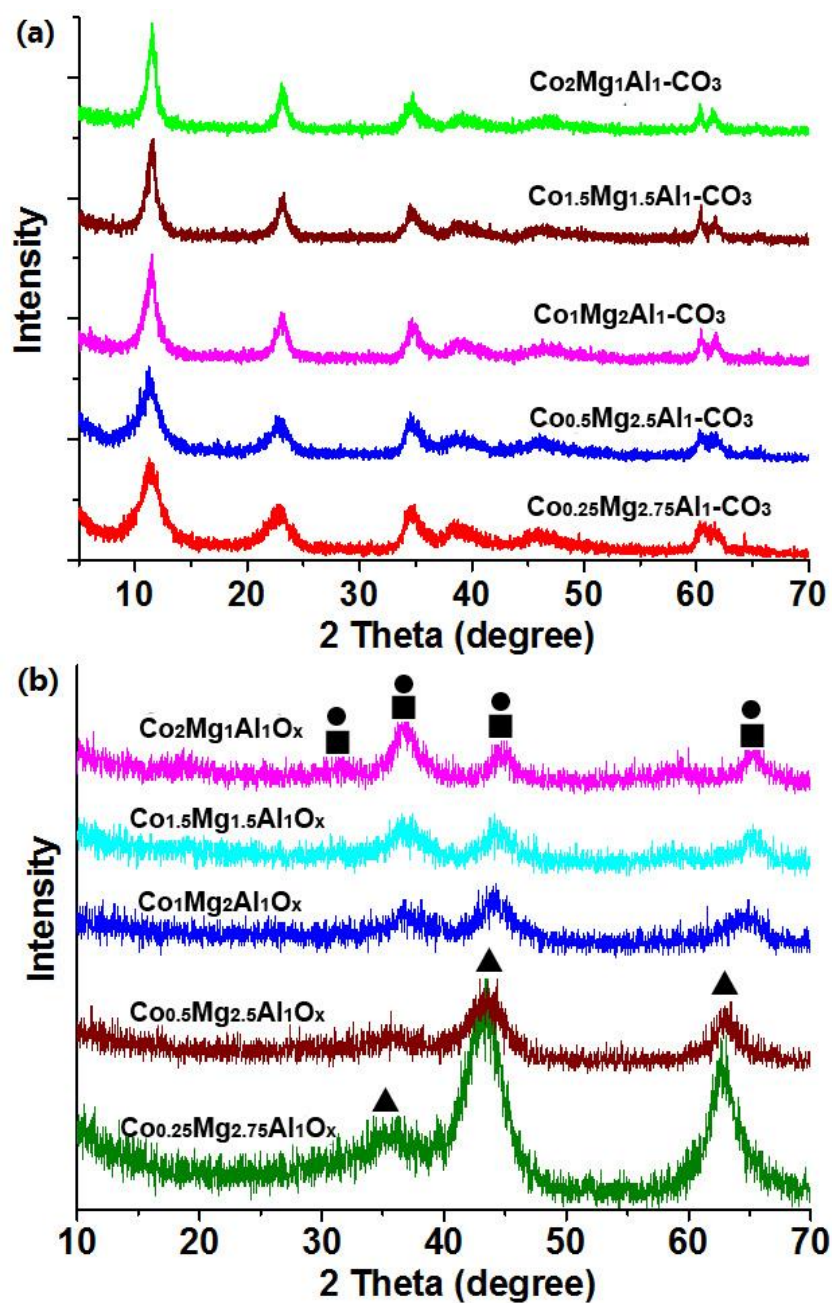 (a)
Co2Mg1Al1-CO3
Co1.5Mg1.5Al1-CO3
Co1Mg2Al1-CO3
Co0.5Mg2.5Al1-CO3
Co0.25Mg2.75Al1-CO3
Intensity
10 20 30 40 50 60 70
2 Theta (degree)
(b)
Co2Mg1Al1Ox
Co1.5Mg1.5Al1Ox
Co1Mg2Al1Ox
Co0.5Mg2.5Al1Ox
Co0.25Mg2.75Al1Ox
Intensity
10 20 30 40 50 60 70
2 Theta (degree)